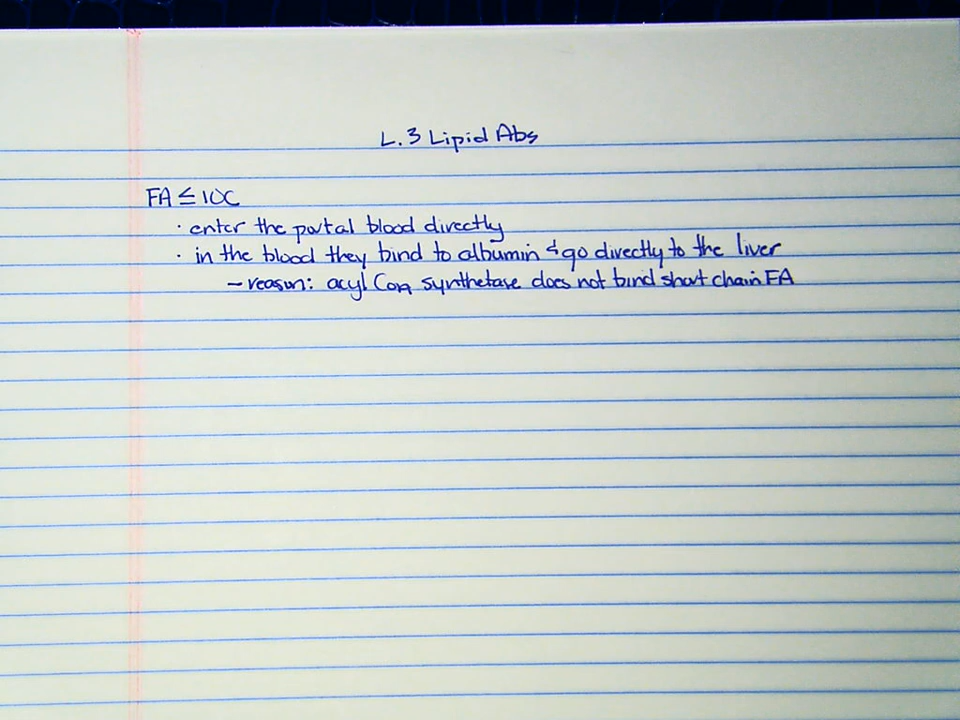 L.3 Lipid Abs
FA ≤ 10C
· enter the portal blood directly
· in the blood they bind to albumin & go directly to the liver
– reason: acyl CoA synthetase does not bind short chain FA